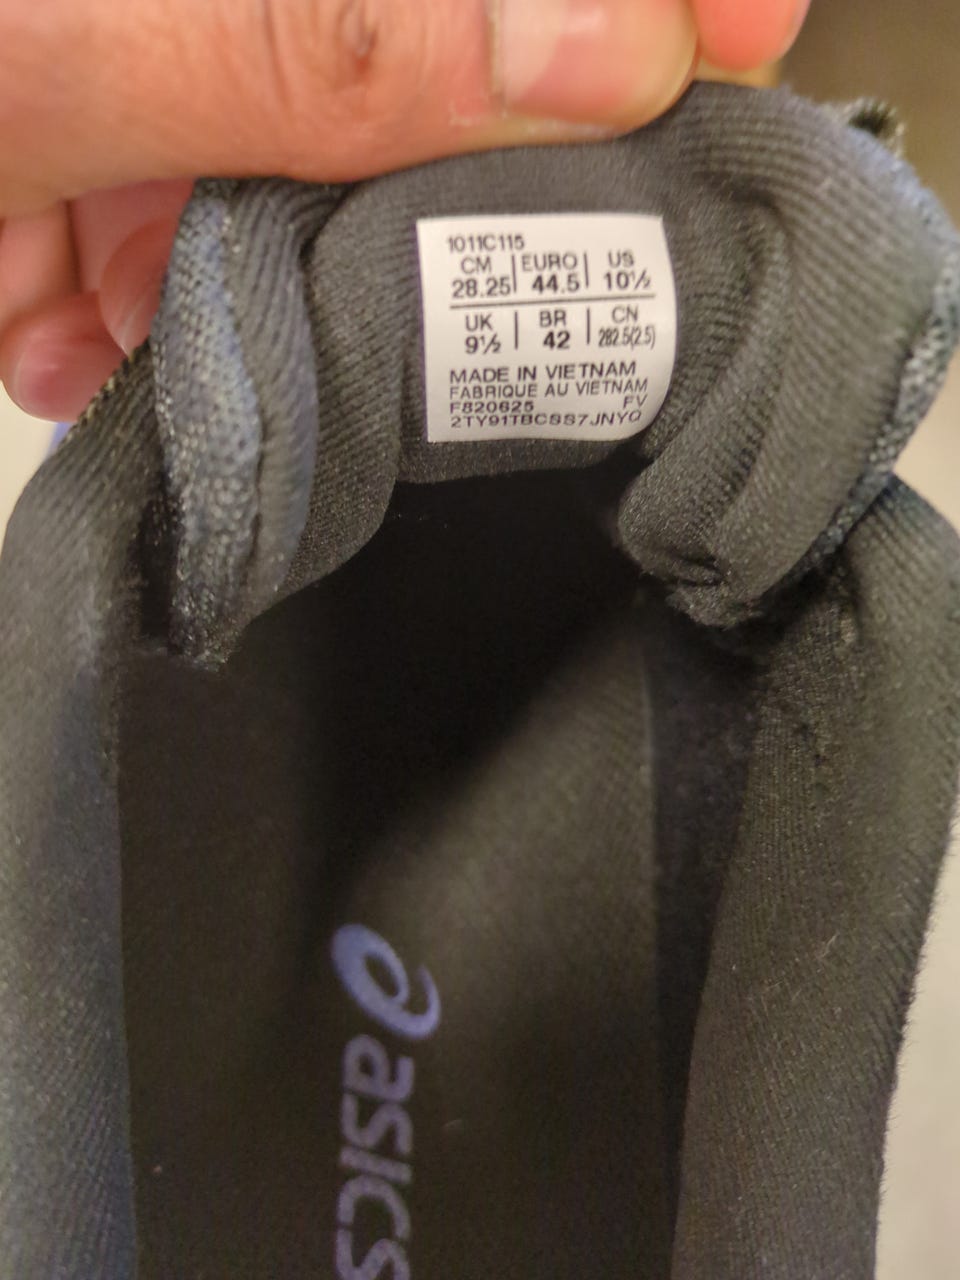 1011C115
CM | EURO | US
28.25 | 44.5 | 10½
UK | BR | CN
9½ | 42 | 282.5(2.5)
MADE IN VIETNAM
FABRIQUE AU VIETNAM
F820625 FV
2TY91TBCSS7JNYQ
asics